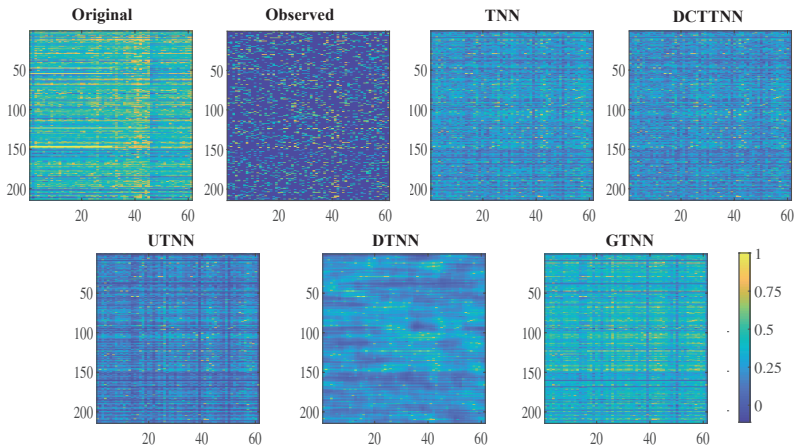 Original Observed TNN DCTTNN
50 50 50 50
100 100 100 100
150 150 150 150
200 200 200 200
20 40 60 20 40 60 20 40 60 20 40 60
UTNN DTNN GTNN
50 50 50 1
100 100 100 0.75
150 150 150 0.5
200 200 200 0.25
20 40 60 20 40 60 20 40 60 0